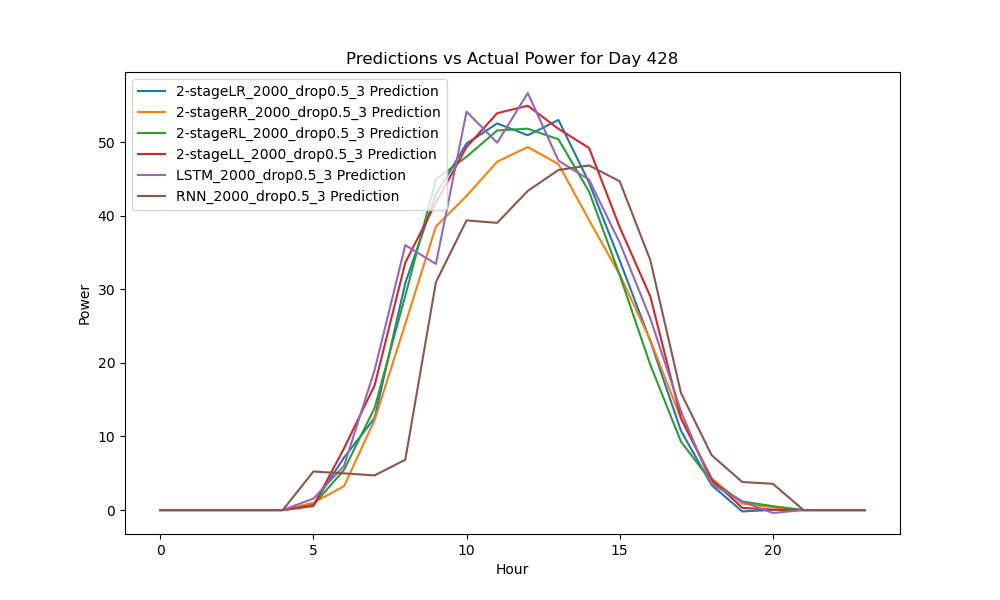 Predictions vs Actual Power for Day 428
2-stageLR_2000_drop0.5_3 Prediction
2-stageRR_2000_drop0.5_3 Prediction
2-stageRL_2000_drop0.5_3 Prediction
2-stageLL_2000_drop0.5_3 Prediction
LSTM_2000_drop0.5_3 Prediction
RNN_2000_drop0.5_3 Prediction
50
40
30
20
10
0
Power
0 5 10 15 20
Hour